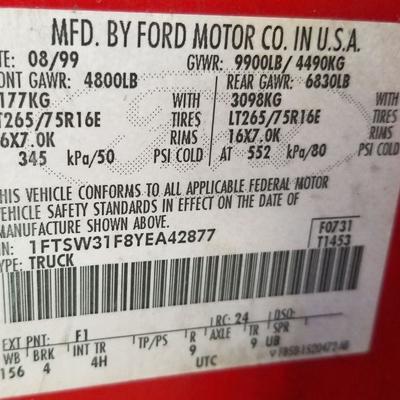 MFD. BY FORD MOTOR CO. IN U.S.A.
TE: 08/99 GVWR: 9900LB/ 4490KG
ONT GAWR: 4800LB REAR GAWR: 6830LB
177KG WITH 3098KG WITH
LT265/75R16E TIRES LT265/75R16E TIRES
6X7.0K RIMS 16X7.0K RIMS
345 kPa/50 PSI COLD AT 552 kPa/80 PSI COLD
HIS VEHICLE CONFORMS TO ALL APPLICABLE FEDERAL MOTOR
VEHICLE SAFETY STANDARDS IN EFFECT ON THE DATE OF
MANUFACTURE SHOWN ABOVE.
N: 1FTSW31F8YEA42877 F0731
YPE: TRUCK T1453
EXT PNT: F1 RC: 24 DSO:
WB BRK INT TR TP/PS R AXLE TR SPR
156 4 4H 9 9 UB
UTC